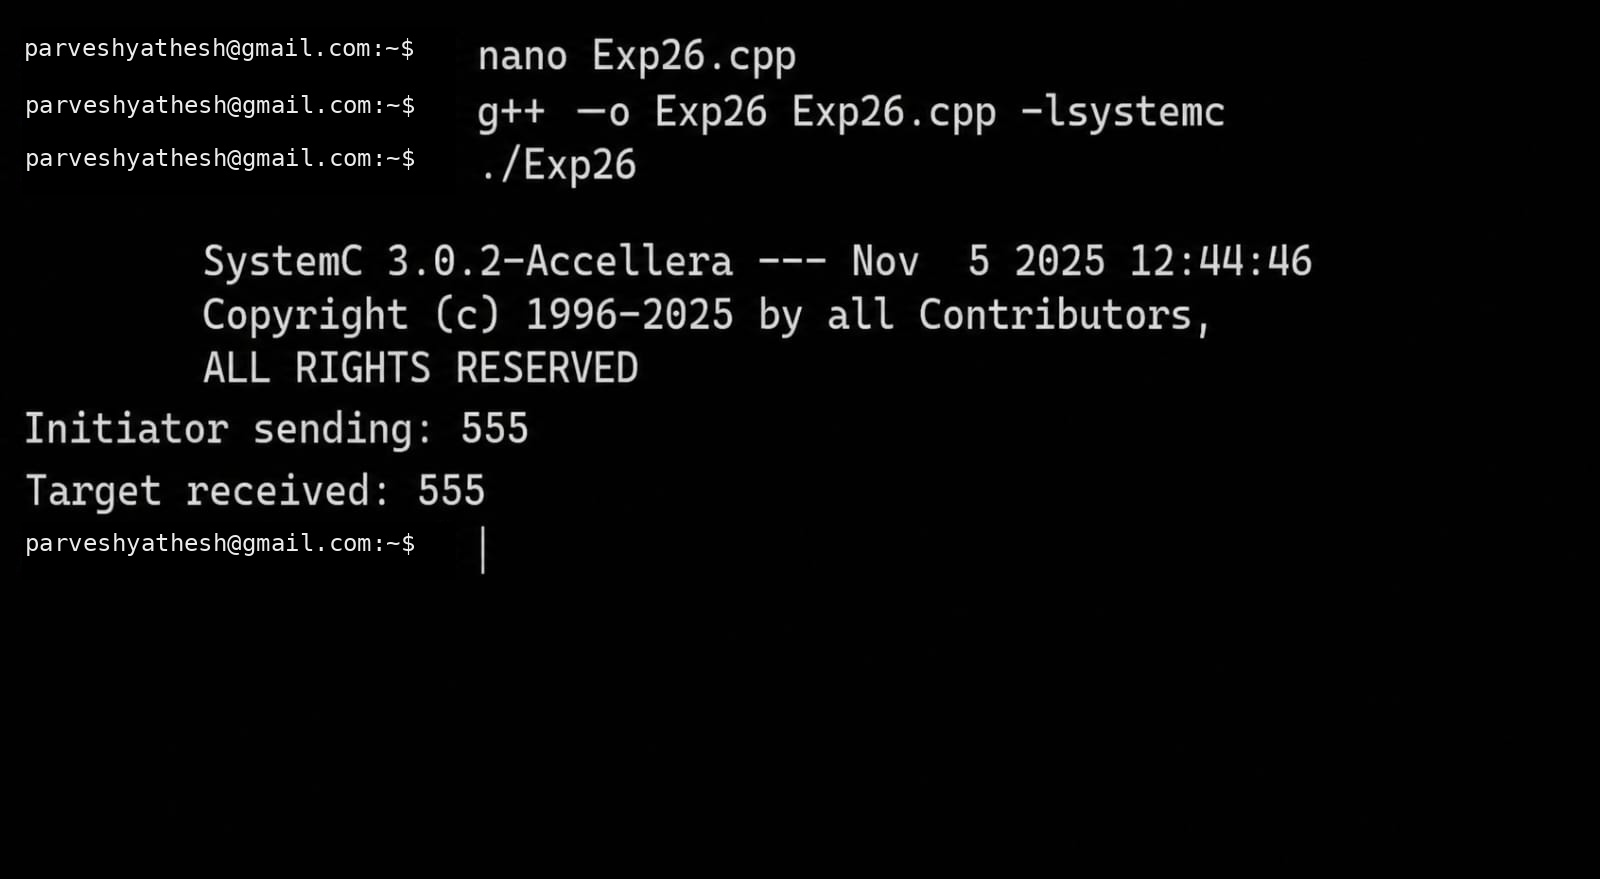 parveshyathesh@gmail.com:~$ nano Exp26.cpp
parveshyathesh@gmail.com:~$ g++ —o Exp26 Exp26.cpp -lsystemc
parveshyathesh@gmail.com:~$ ./Exp26
SystemC 3.0.2-Accellera --- Nov  5 2025 12:44:46
Copyright (c) 1996-2025 by all Contributors,
ALL RIGHTS RESERVED
Initiator sending: 555
Target received: 555
parveshyathesh@gmail.com:~$